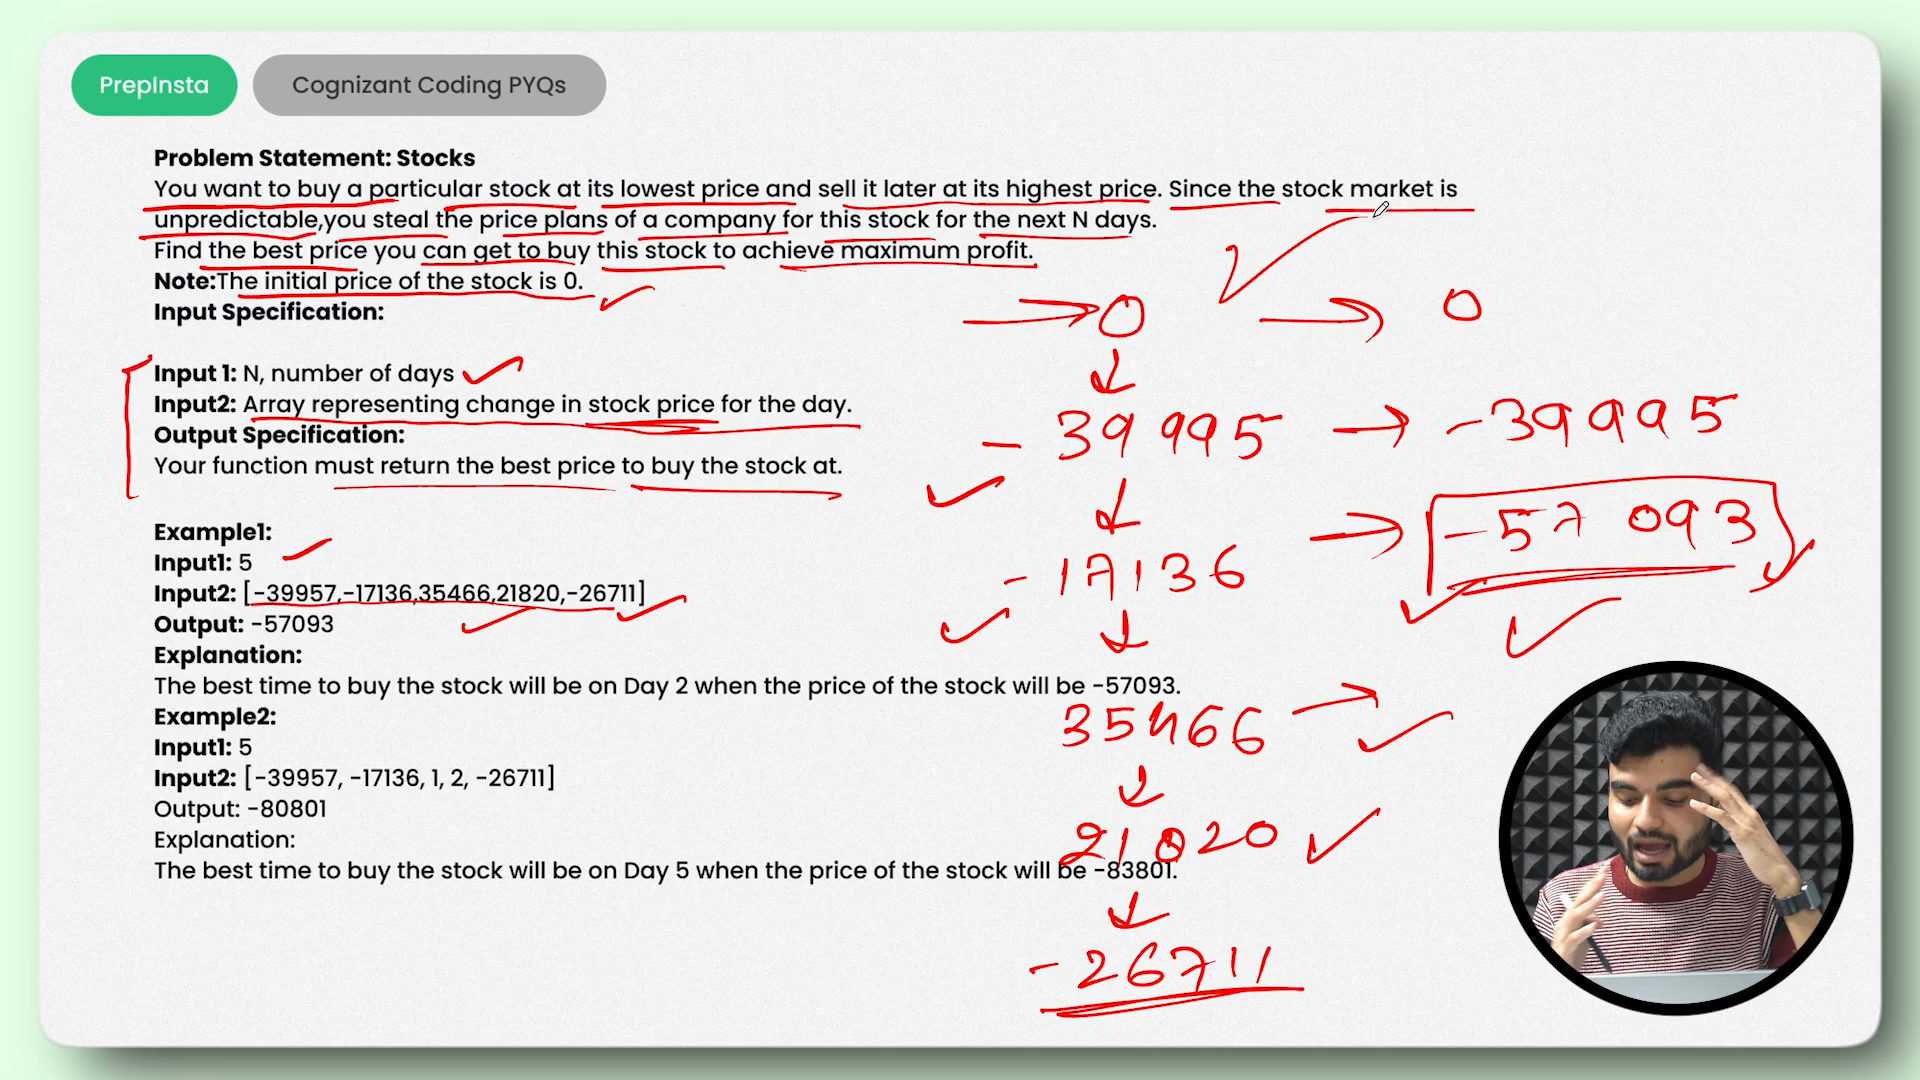 PrepInsta
Cognizant Coding PYQs
Problem Statement: Stocks
You want to buy a particular stock at its lowest price and sell it later at its highest price. Since the stock market is
unpredictable,you steal the price plans of a company for this stock for the next N days.
Find the best price you can get to buy this stock to achieve maximum profit.
Note:The initial price of the stock is 0.
Input Specification:
Input 1: N, number of days
Input2: Array representing change in stock price for the day.
Output Specification:
Your function must return the best price to buy the stock at.
Example1:
Input1: 5
Input2: [-39957,-17136,35466,21820,-26711]
Output: -57093
Explanation:
The best time to buy the stock will be on Day 2 when the price of the stock will be -57093.
Example2:
Input1: 5
Input2: [-39957, -17136, 1, 2, -26711]
Output: -80801
Explanation:
The best time to buy the stock will be on Day 5 when the price of the stock will be -83801.
0 → 0
-39995 → -39995
-17136 → -57093
35466 →
21020
-26711